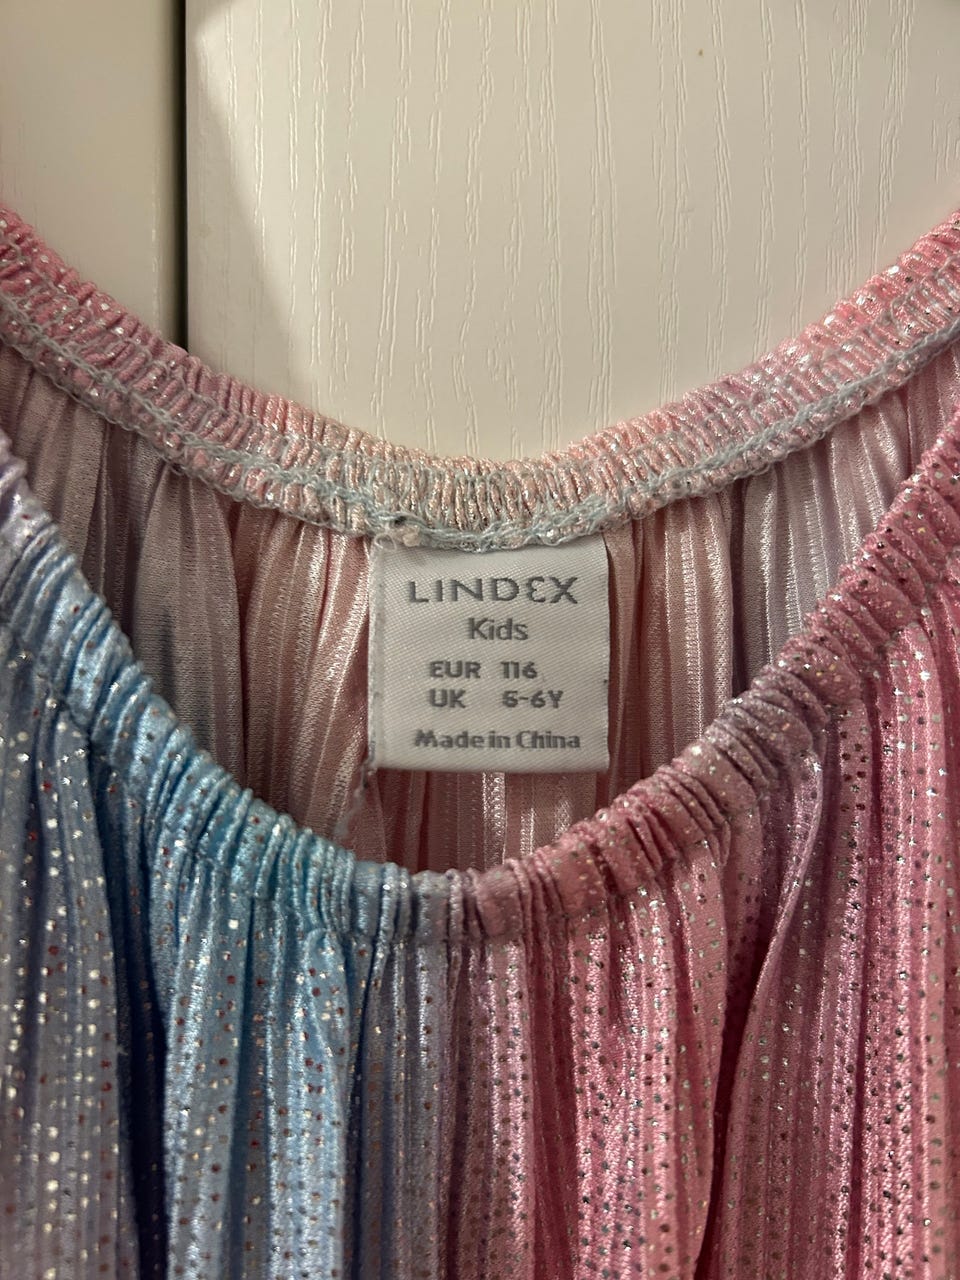 LINDEX
Kids
EUR 116
UK 5-6Y
Made in China